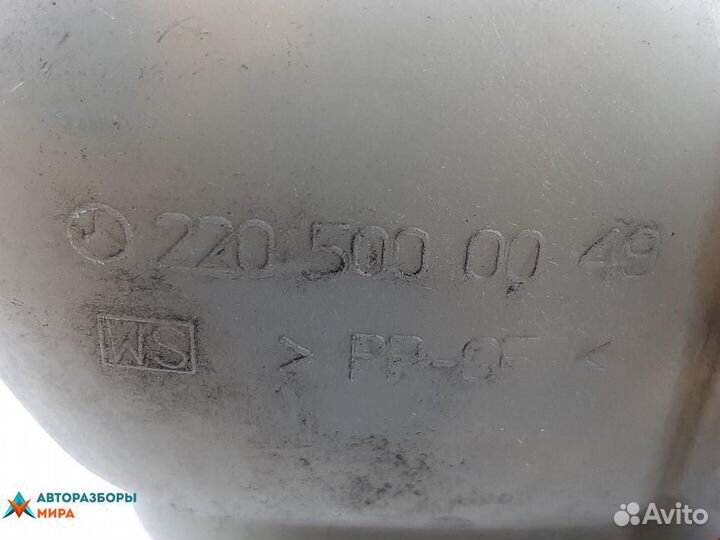 220 500 00 49
WS > PP-GF <
АВТОРАЗБОРЫ
МИРА
Avito